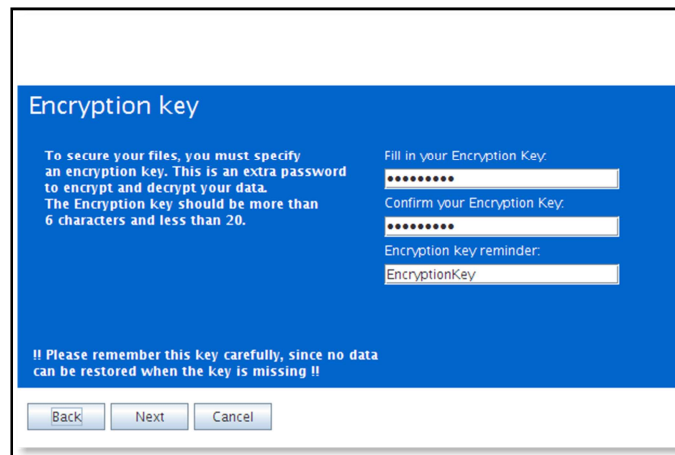 Encryption key
To secure your files, you must specify
an encryption key. This is an extra password
to encrypt and decrypt your data.
The Encryption key should be more than
6 characters and less than 20.
Fill in your Encryption Key:
•••••••••
Confirm your Encryption Key:
•••••••••
Encryption key reminder:
EncryptionKey
!! Please remember this key carefully, since no data
can be restored when the key is missing !!
Back Next Cancel